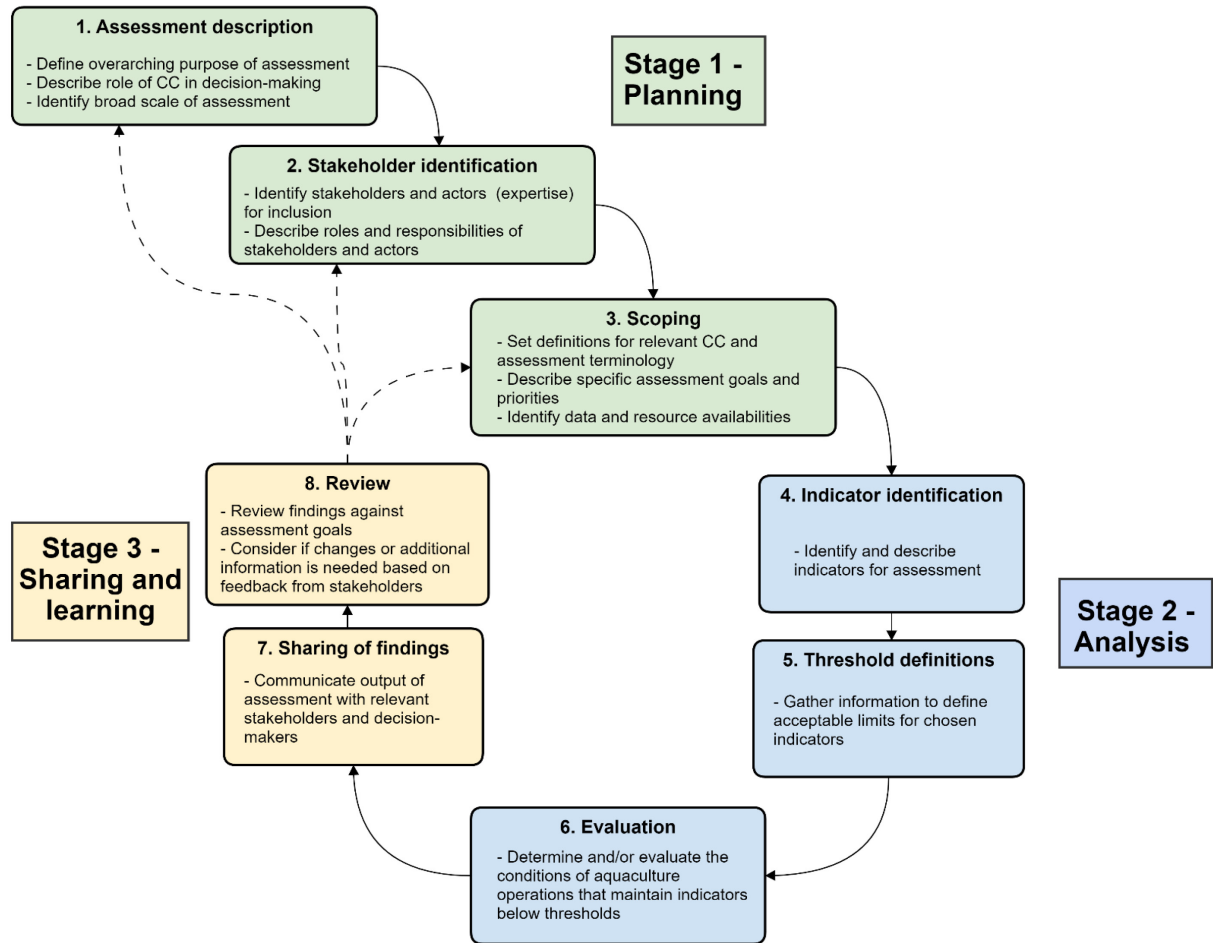 1. Assessment description
- Define overarching purpose of assessment
- Describe role of CC in decision-making
- Identify broad scale of assessment
Stage 1 -
Planning
2. Stakeholder identification
- Identify stakeholders and actors  (expertise)
for inclusion
- Describe roles and responsibilities of
stakeholders and actors
3. Scoping
- Set definitions for relevant CC and
assessment terminology
- Describe specific assessment goals and
priorities
- Identify data and resource availabilities
4. Indicator identification
- Identify and describe
indicators for assessment
Stage 2 -
Analysis
5. Threshold definitions
- Gather information to define
acceptable limits for chosen
indicators
6. Evaluation
- Determine and/or evaluate the
conditions of aquaculture
operations that maintain indicators
below thresholds
7. Sharing of findings
- Communicate output of
assessment with relevant
stakeholders and decision-
makers
8. Review
- Review findings against
assessment goals
- Consider if changes or additional
information is needed based on
feedback from stakeholders
Stage 3 -
Sharing and
learning